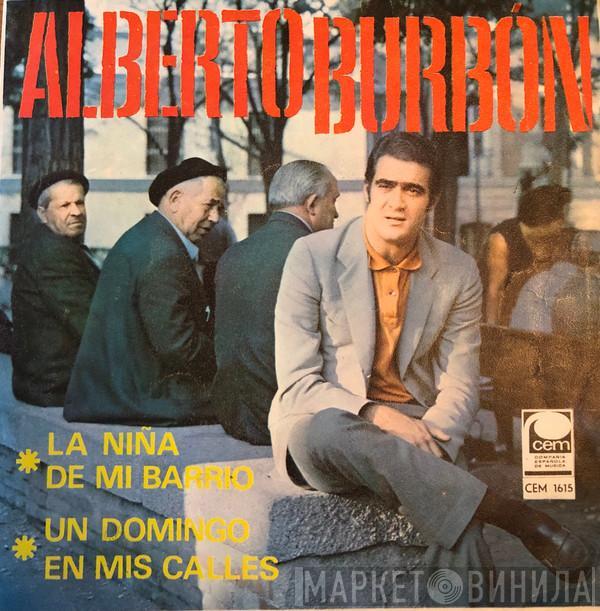 ALBERTO BURBÓN
LA NIÑA
DE MI BARRIO
UN DOMINGO
EN MIS CALLES
cem
COMPAÑIA
ESPAÑOLA
DE MUSICA
CEM 1615
МАРКЕТ ВИНИЛА